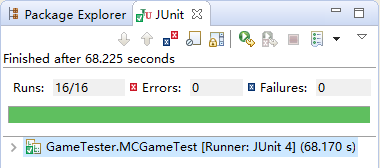 Package Explorer JUnit
Finished after 68.225 seconds
Runs: 16/16 Errors: 0 Failures: 0
GameTester.MCGameTest [Runner: JUnit 4] (68.170 s)